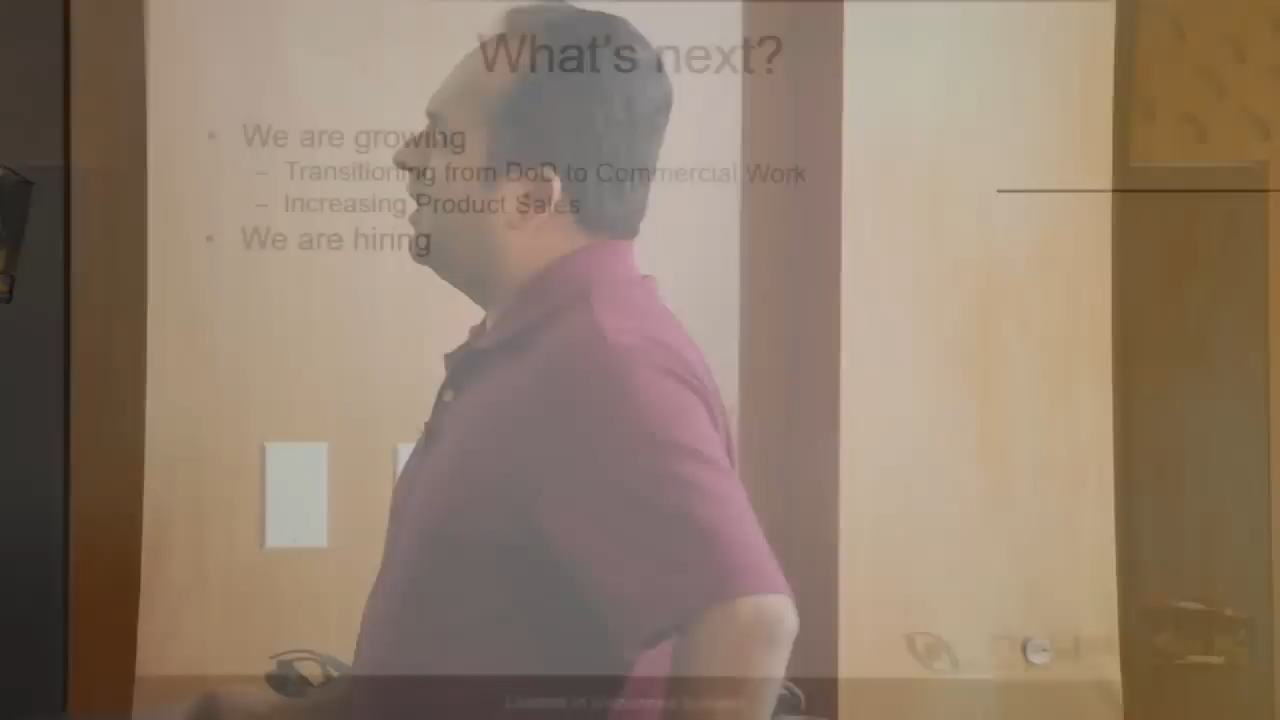 What's next?
• We are growing
– Transitioning from DoD to Commercial Work
– Increasing Product Sales
• We are hiring